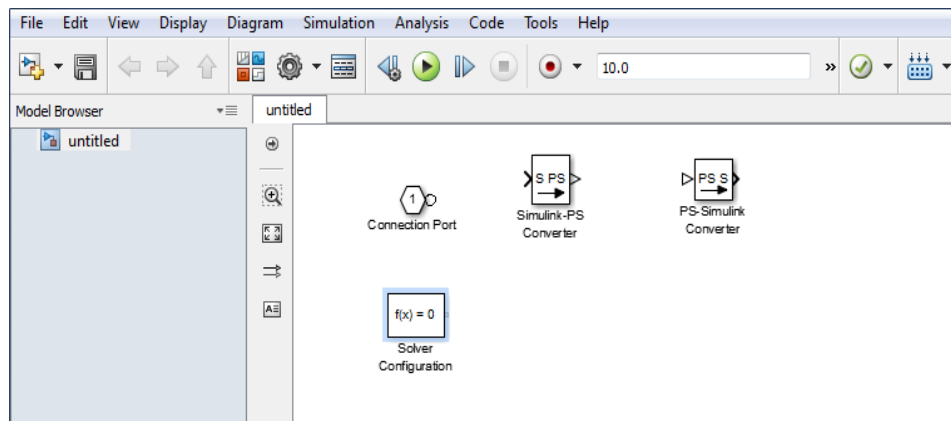 File Edit View Display Diagram Simulation Analysis Code Tools Help
10.0 »
Model Browser
untitled
untitled
1
Connection Port
S PS
Simulink-PS
Converter
PS S
PS-Simulink
Converter
f(x) = 0
Solver
Configuration
A